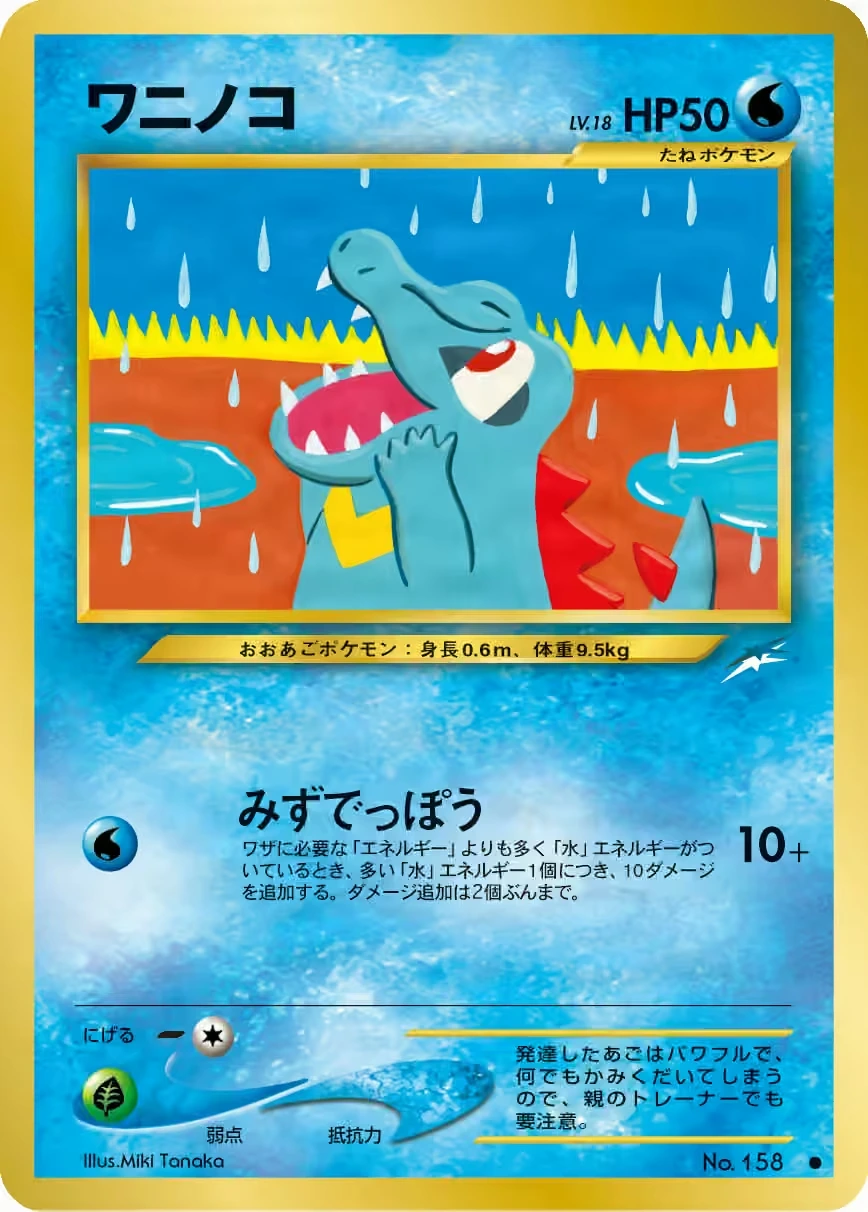 ワニノコ
LV.18 HP50
たねポケモン
おおあごポケモン：身長0.6m、体重9.5kg
みずでっぽう
10+
ワザに必要な「エネルギー」よりも多く「水」エネルギーがつ
いているとき、多い「水」エネルギー1個につき、10ダメージ
を追加する。ダメージ追加は2個ぶんまで。
にげる
弱点
抵抗力
発達したあごはパワフルで、
何でもかみくだいてしまう
ので、親のトレーナーでも
要注意。
Illus.Miki Tanaka
No. 158